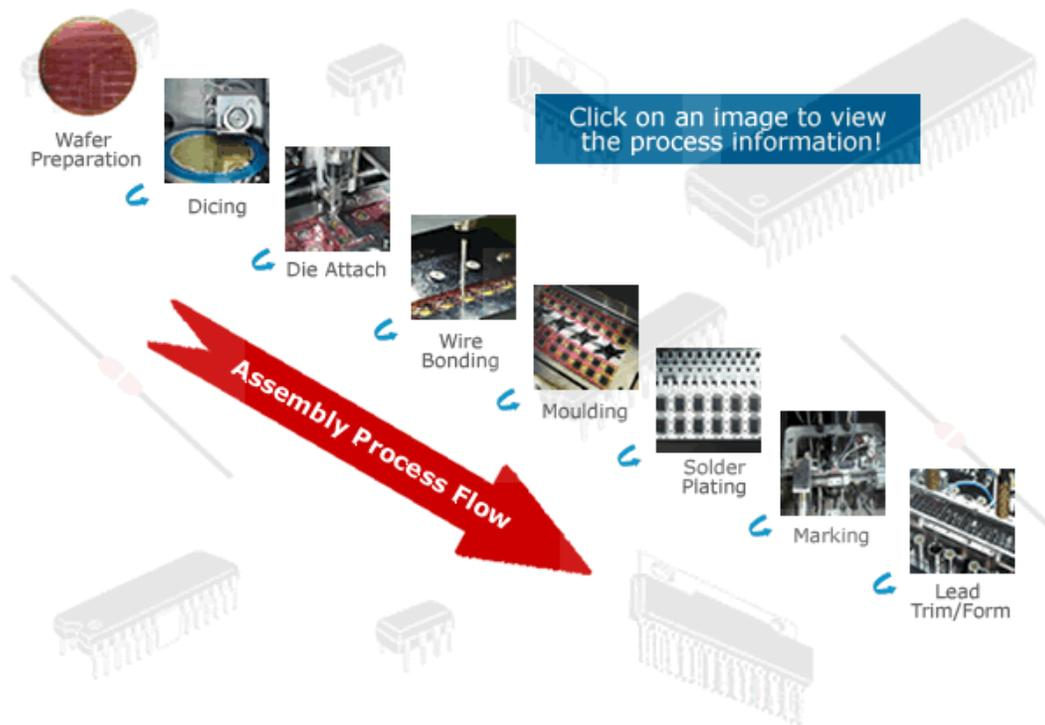 Wafer
Preparation
Dicing
Die Attach
Wire
Bonding
Moulding
Solder
Plating
Marking
Lead
Trim/Form
Click on an image to view
the process information!
Assembly Process Flow